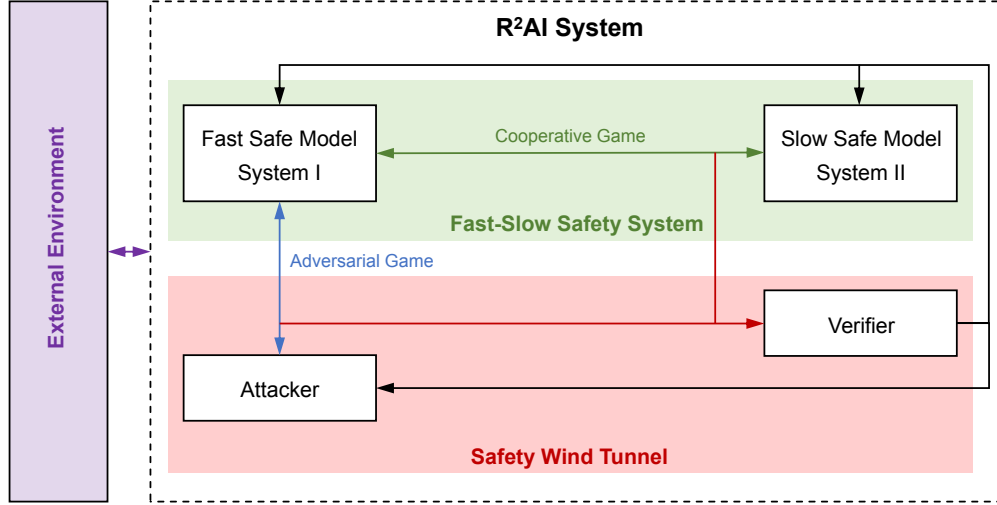 External Environment
R²AI System
Fast Safe Model
System I
Cooperative Game
Slow Safe Model
System II
Fast-Slow Safety System
Adversarial Game
Verifier
Attacker
Safety Wind Tunnel